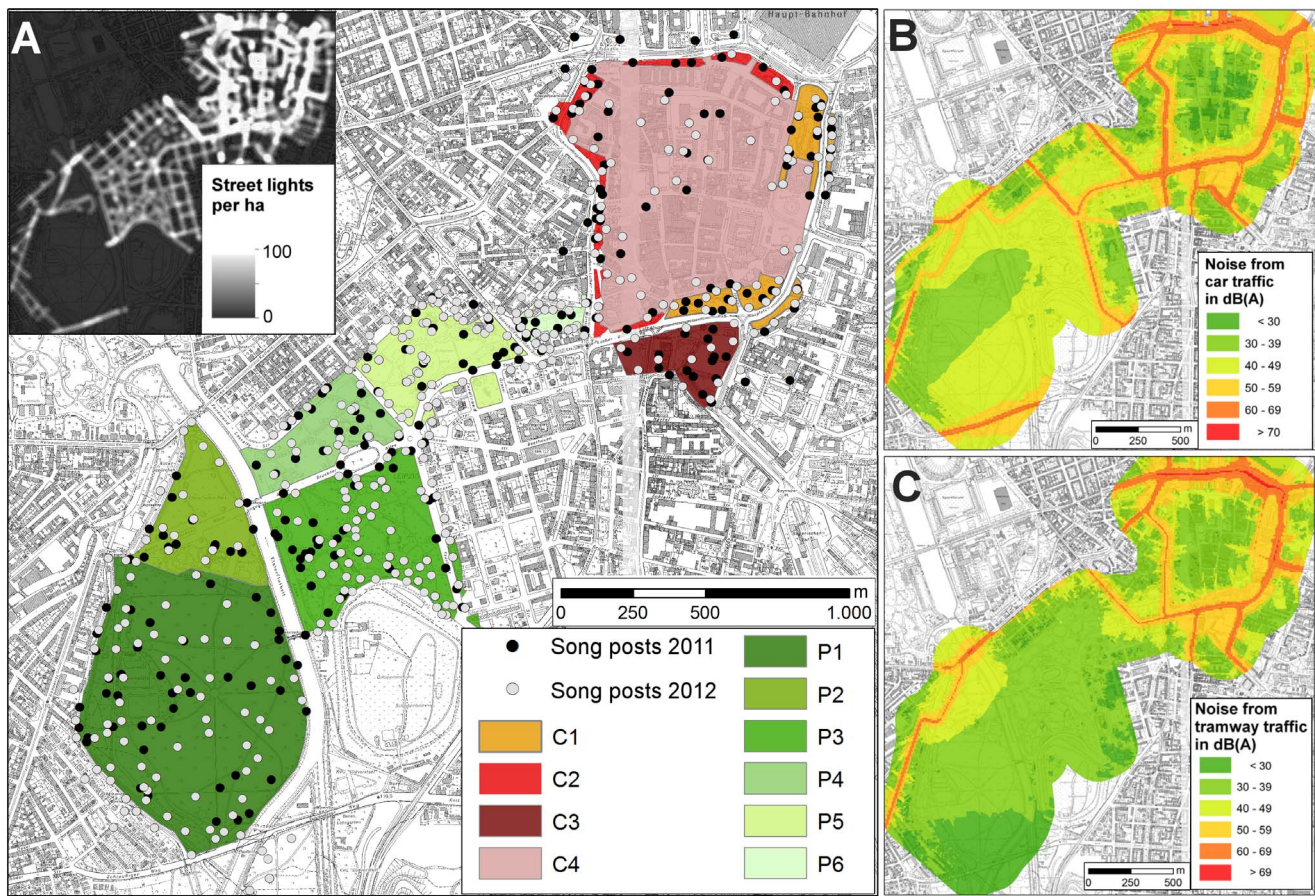 A
Haupt-Bahnhof
Street lights
per ha
100
0
0 250 500 1.000 m
Song posts 2011
Song posts 2012
C1
C2
C3
C4
P1
P2
P3
P4
P5
P6
B
Noise from
car traffic
in dB(A)
< 30
30 - 39
40 - 49
50 - 59
60 - 69
> 70
0 250 500 m
C
Noise from
tramway traffic
in dB(A)
< 30
30 - 39
40 - 49
50 - 59
60 - 69
> 69
0 250 500 m